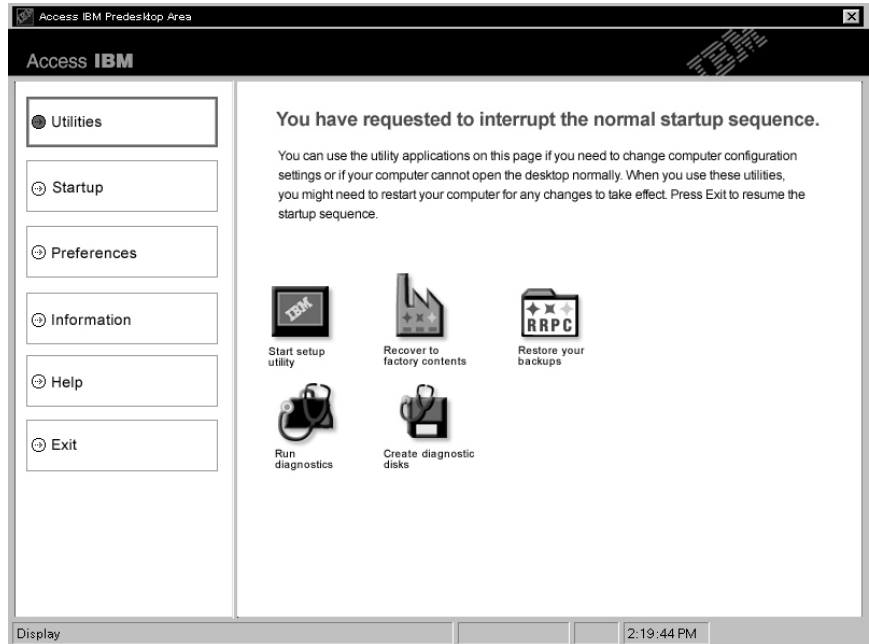 Access IBM Predesktop Area
Access IBM
IBM
Utilities
Startup
Preferences
Information
Help
Exit
You have requested to interrupt the normal startup sequence.
You can use the utility applications on this page if you need to change computer configuration
settings or if your computer cannot open the desktop normally. When you use these utilities,
you might need to restart your computer for any changes to take effect. Press Exit to resume the
startup sequence.
IBM
Start setup
utility
Recover to
factory contents
RRPC
Restore your
backups
Run
diagnostics
Create diagnostic
disks
Display
2:19:44 PM